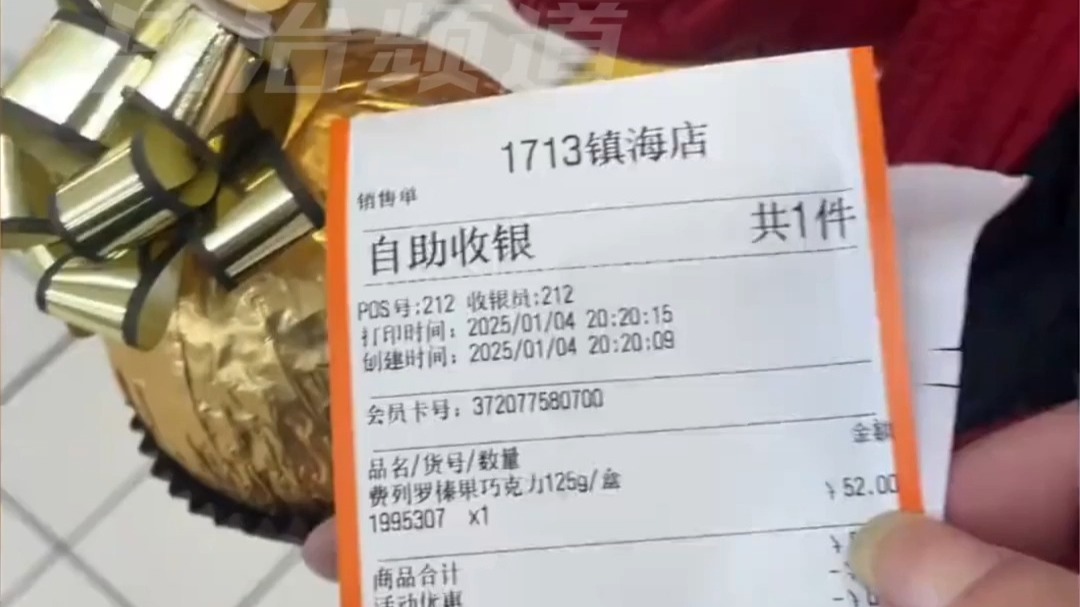 治频道
1713镇海店
销售单
自助收银 共1件
POS号:212 收银员:212
打印时间: 2025/01/04 20:20:15
创建时间: 2025/01/04 20:20:09
会员卡号: 372077580700
金额
品名/货号/数量
费列罗榛果巧克力125g/盒
¥52.00
1995307 x1
商品合计
活动优惠